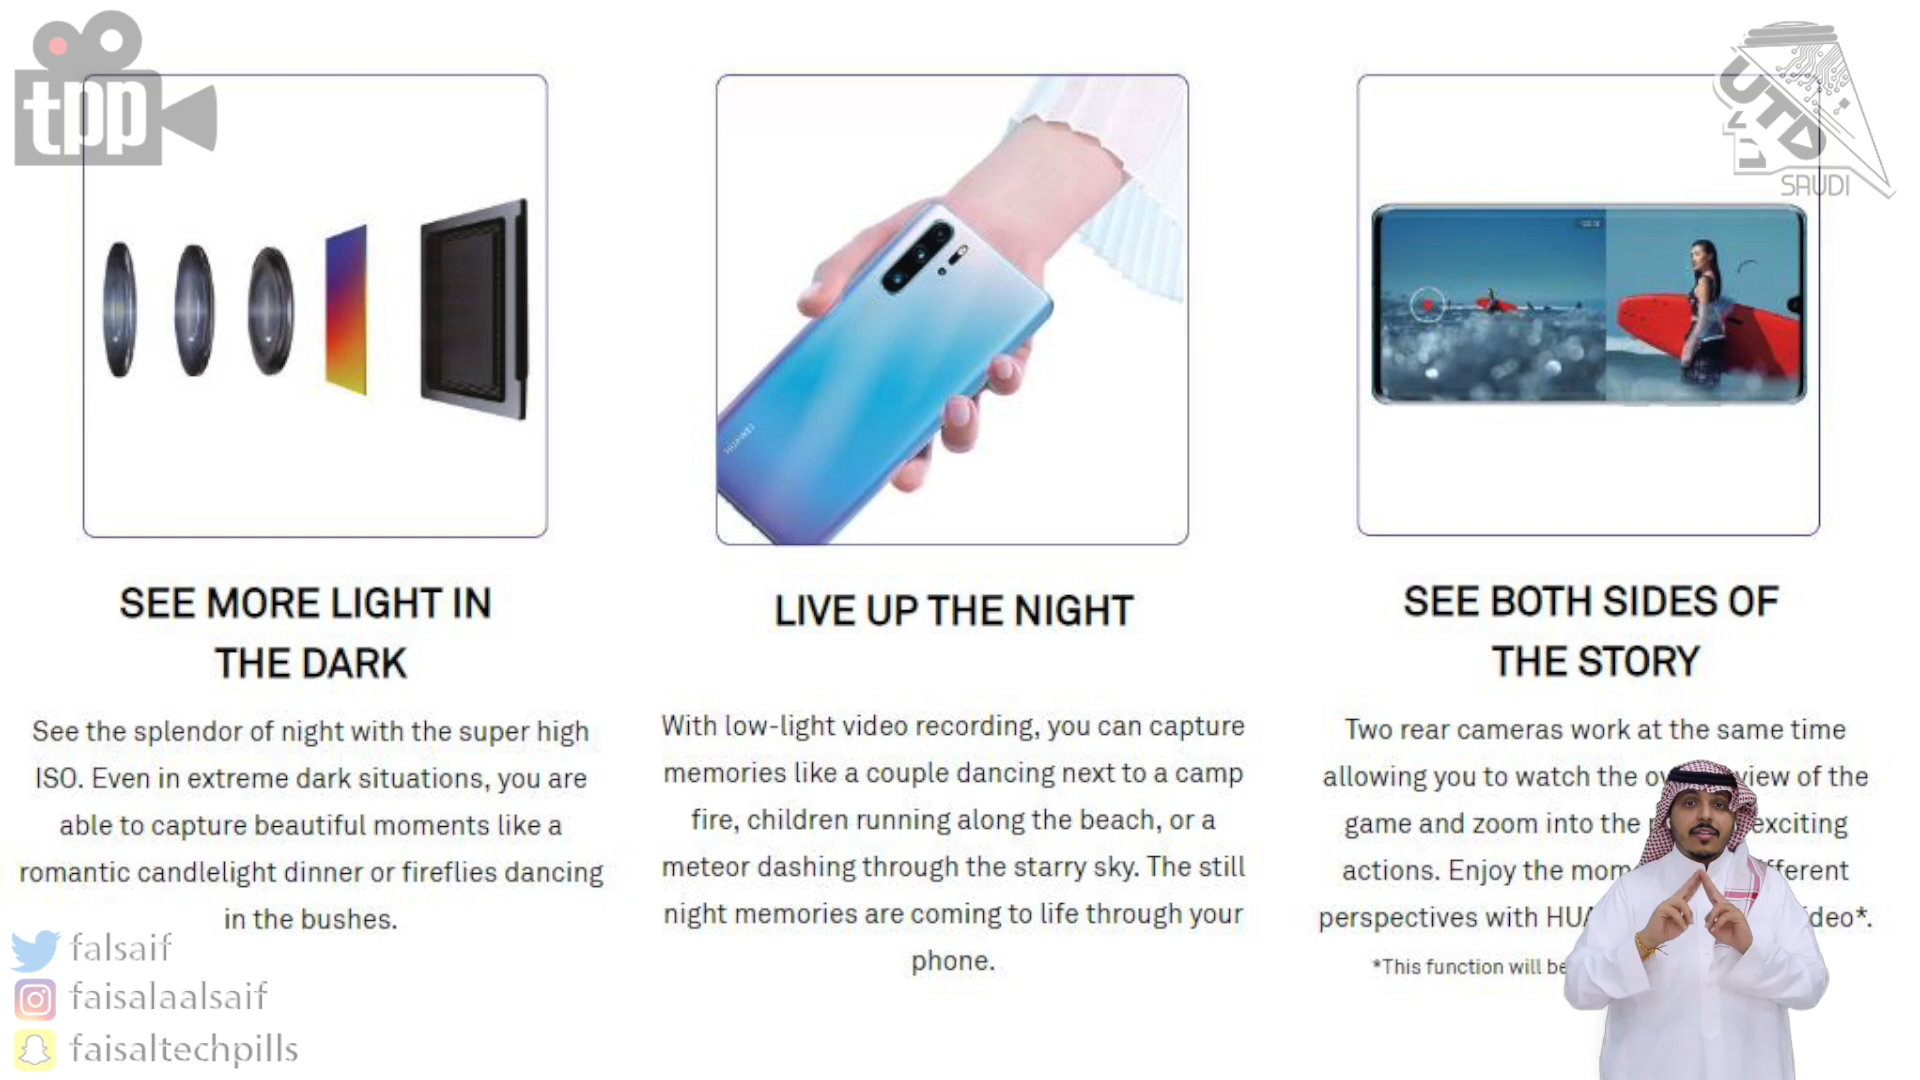 tpp
UTD
SAUDI
HUAWEI
SEE MORE LIGHT IN
THE DARK
See the splendor of night with the super high
ISO. Even in extreme dark situations, you are
able to capture beautiful moments like a
romantic candlelight dinner or fireflies dancing
in the bushes.
LIVE UP THE NIGHT
With low-light video recording, you can capture
memories like a couple dancing next to a camp
fire, children running along the beach, or a
meteor dashing through the starry sky. The still
night memories are coming to life through your
phone.
SEE BOTH SIDES OF
THE STORY
Two rear cameras work at the same time
allowing you to watch the view of the
game and zoom into the exciting
actions. Enjoy the
perspectives with
*This function will be
falsaif
faisalaalsaif
faisaltechpills